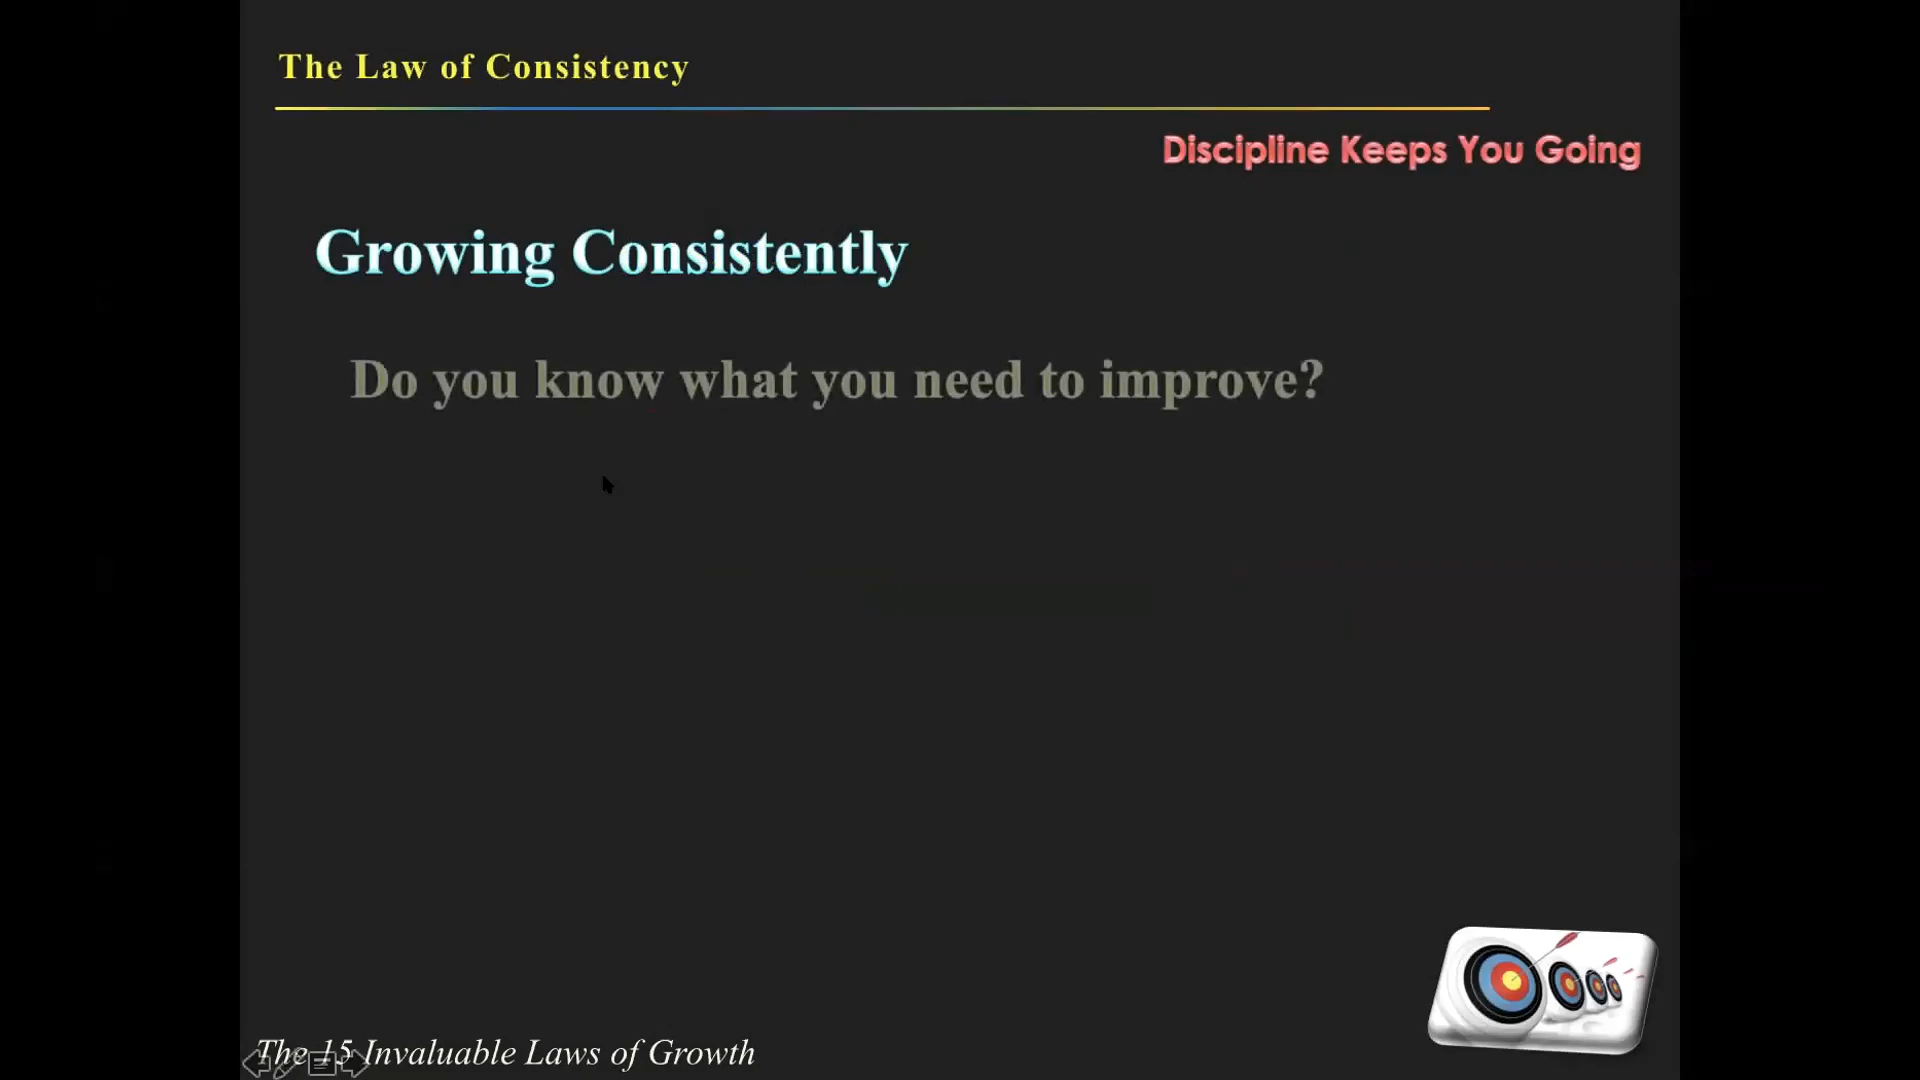 The Law of Consistency
Discipline Keeps You Going
Growing Consistently
Do you know what you need to improve?
The 15 Invaluable Laws of Growth